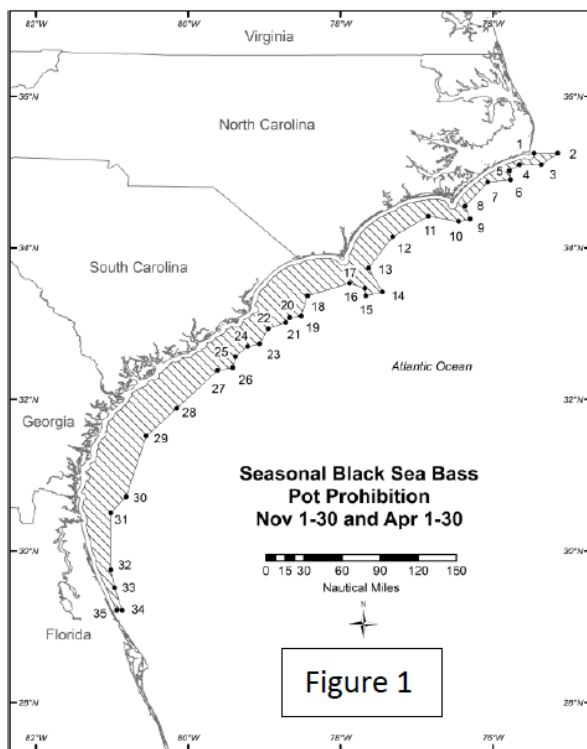 82°W 80°W 78°W 76°W
Virginia
36°N 36°N
North Carolina
1 2
5 4 3
7 6
8
11 10 9
34°N 34°N
12
South Carolina
17 13
16 14
15
18
20
22 21 19
24
25 23
26
27
32°N Atlantic Ocean 32°N
28
Georgia
29
Seasonal Black Sea Bass
Pot Prohibition
Nov 1-30 and Apr 1-30
30
31
30°N 30°N
0 15 30 60 90 120 150
Nautical Miles
32
33
35 34
N
Florida
Figure 1
28°N 28°N
82°W 80°W 78°W 76°W